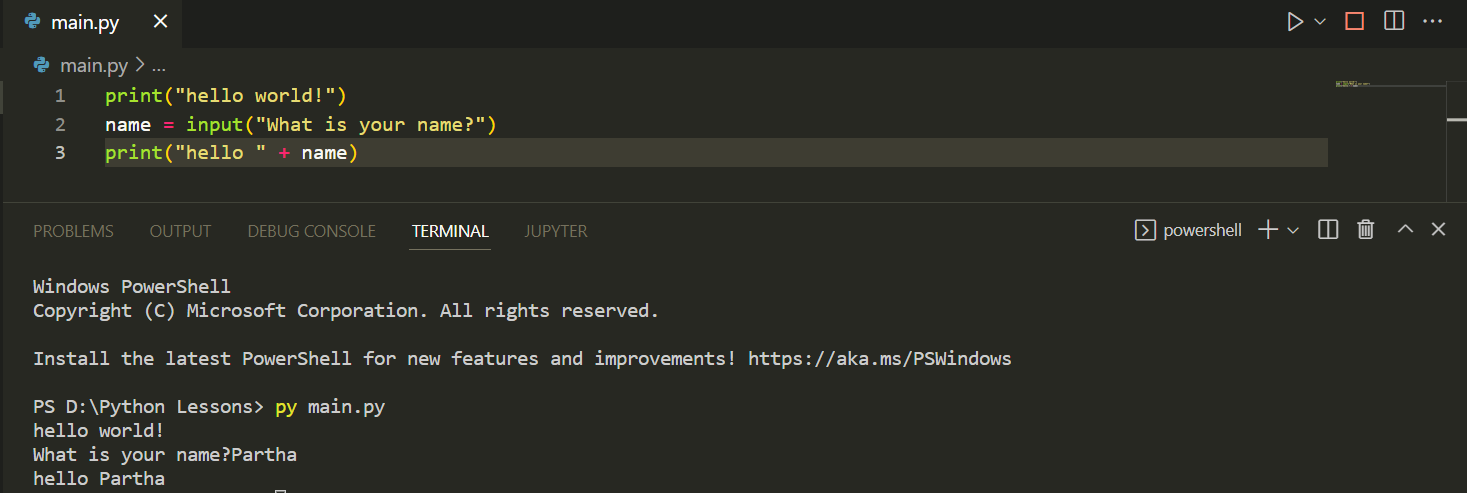 main.py
main.py > ...
1 print("hello world!")
2 name = input("What is your name?")
3 print("hello " + name)
PROBLEMS OUTPUT DEBUG CONSOLE TERMINAL JUPYTER powershell
Windows PowerShell
Copyright (C) Microsoft Corporation. All rights reserved.
Install the latest PowerShell for new features and improvements! https://aka.ms/PSWindows
PS D:\Python Lessons> py main.py
hello world!
What is your name?Partha
hello Partha